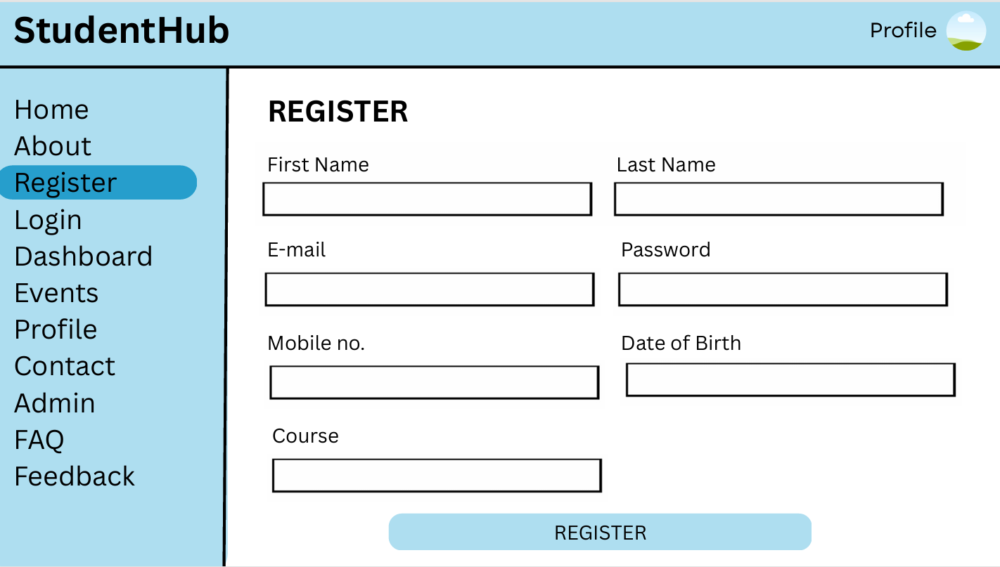 StudentHub
Profile
Home
About
Register
Login
Dashboard
Events
Profile
Contact
Admin
FAQ
Feedback
REGISTER
First Name
Last Name
E-mail
Password
Mobile no.
Date of Birth
Course
REGISTER